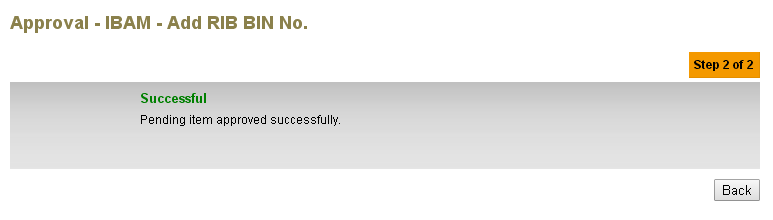 Approval - IBAM - Add RIB BIN No.
Step 2 of 2
Successful
Pending item approved successfully.
Back